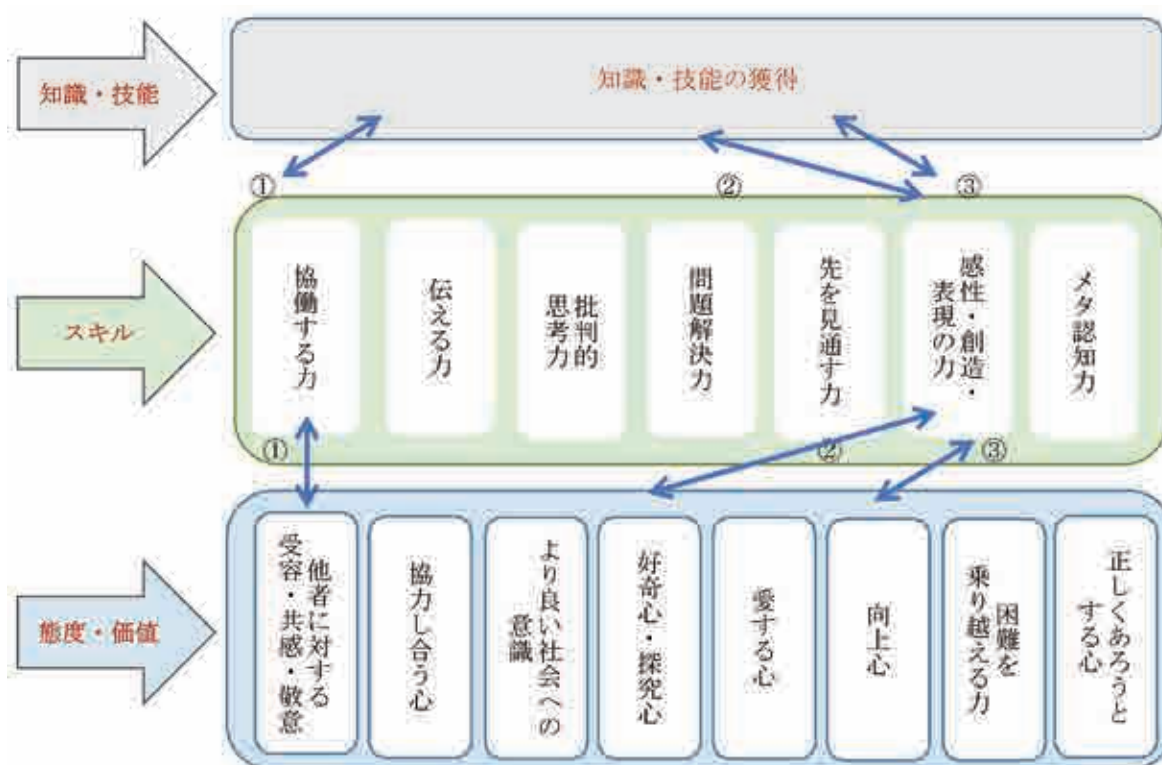 知識・技能
知識・技能の獲得
①
②
③
スキル
協働する力
伝える力
批判的
思考力
問題解決力
先を見通す力
感性・創造・
表現の力
メタ認知力
①
②
③
態度・価値
他者に対する
受容・共感・敬意
協力し合う心
より良い社会への
意識
好奇心・探究心
愛する心
向上心
困難を
乗り越える力
正しくあろうと
する心